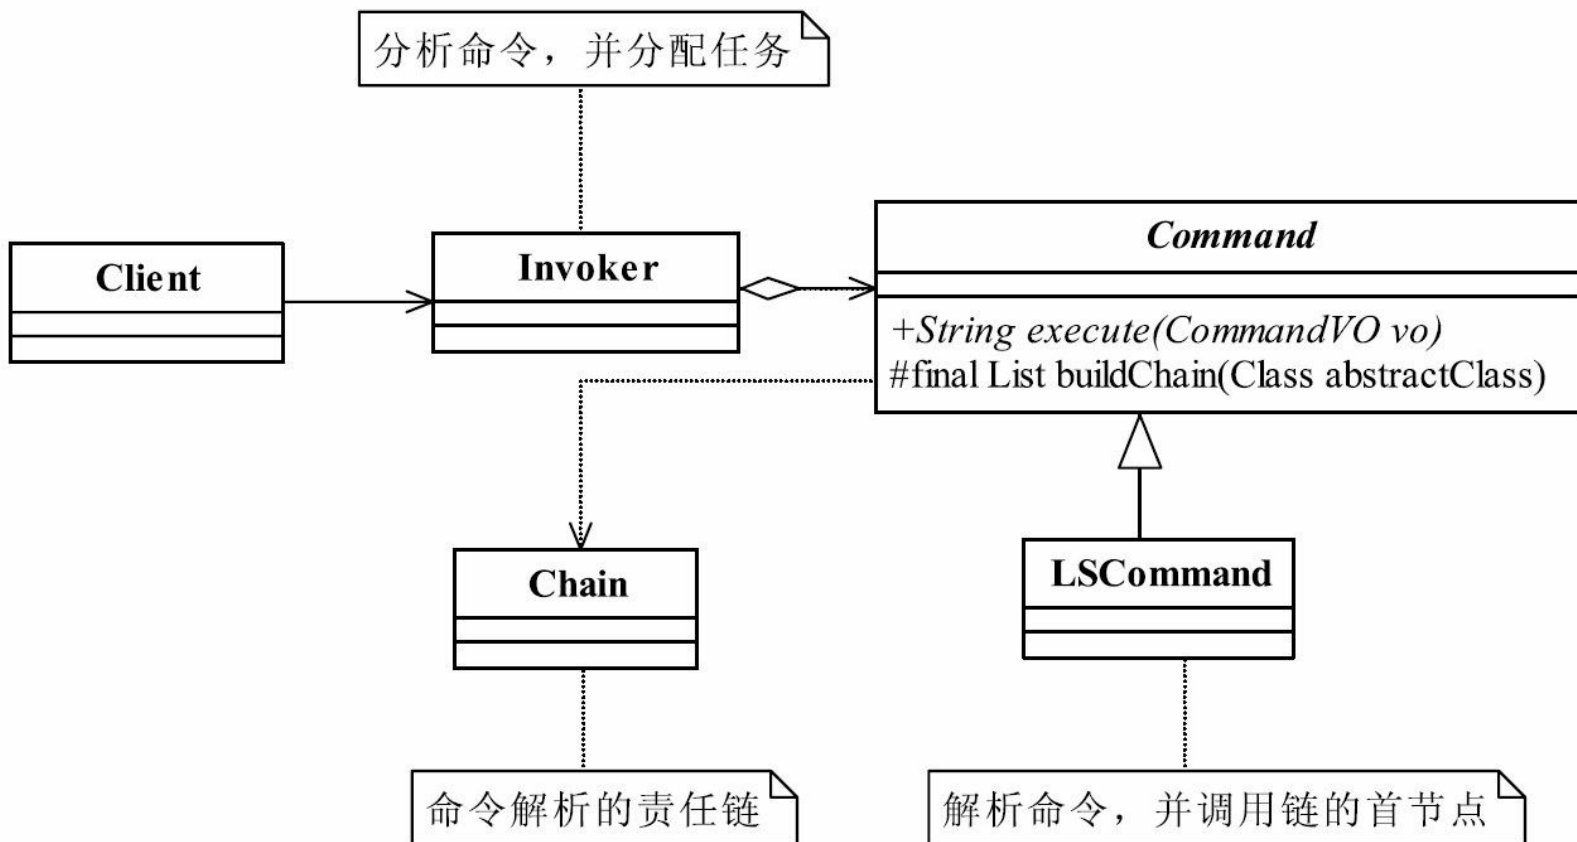 分析命令，并分配任务
Client
Invoker
Command
+String execute(CommandVO vo)
#final List buildChain(Class abstractClass)
Chain
LSCommand
命令解析的责任链
解析命令，并调用链的首节点